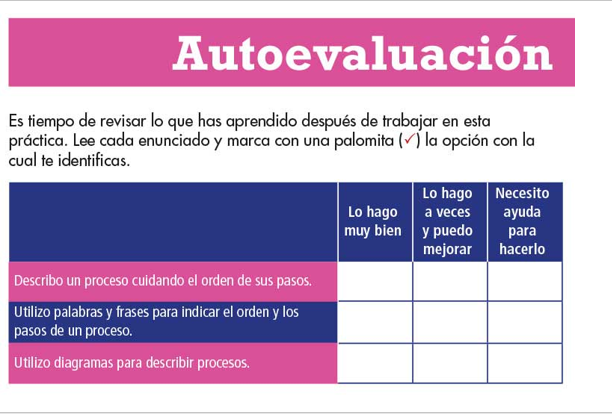 Autoevaluación
Es tiempo de revisar lo que has aprendido después de trabajar en esta
práctica. Lee cada enunciado y marca con una palomita (✓) la opción con la
cual te identificas.
Lo hago
muy bien
Lo hago
a veces
y puedo
mejorar
Necesito
ayuda
para
hacerlo
Describo un proceso cuidando el orden de sus pasos.
Utilizo palabras y frases para indicar el orden y los
pasos de un proceso.
Utilizo diagramas para describir procesos.